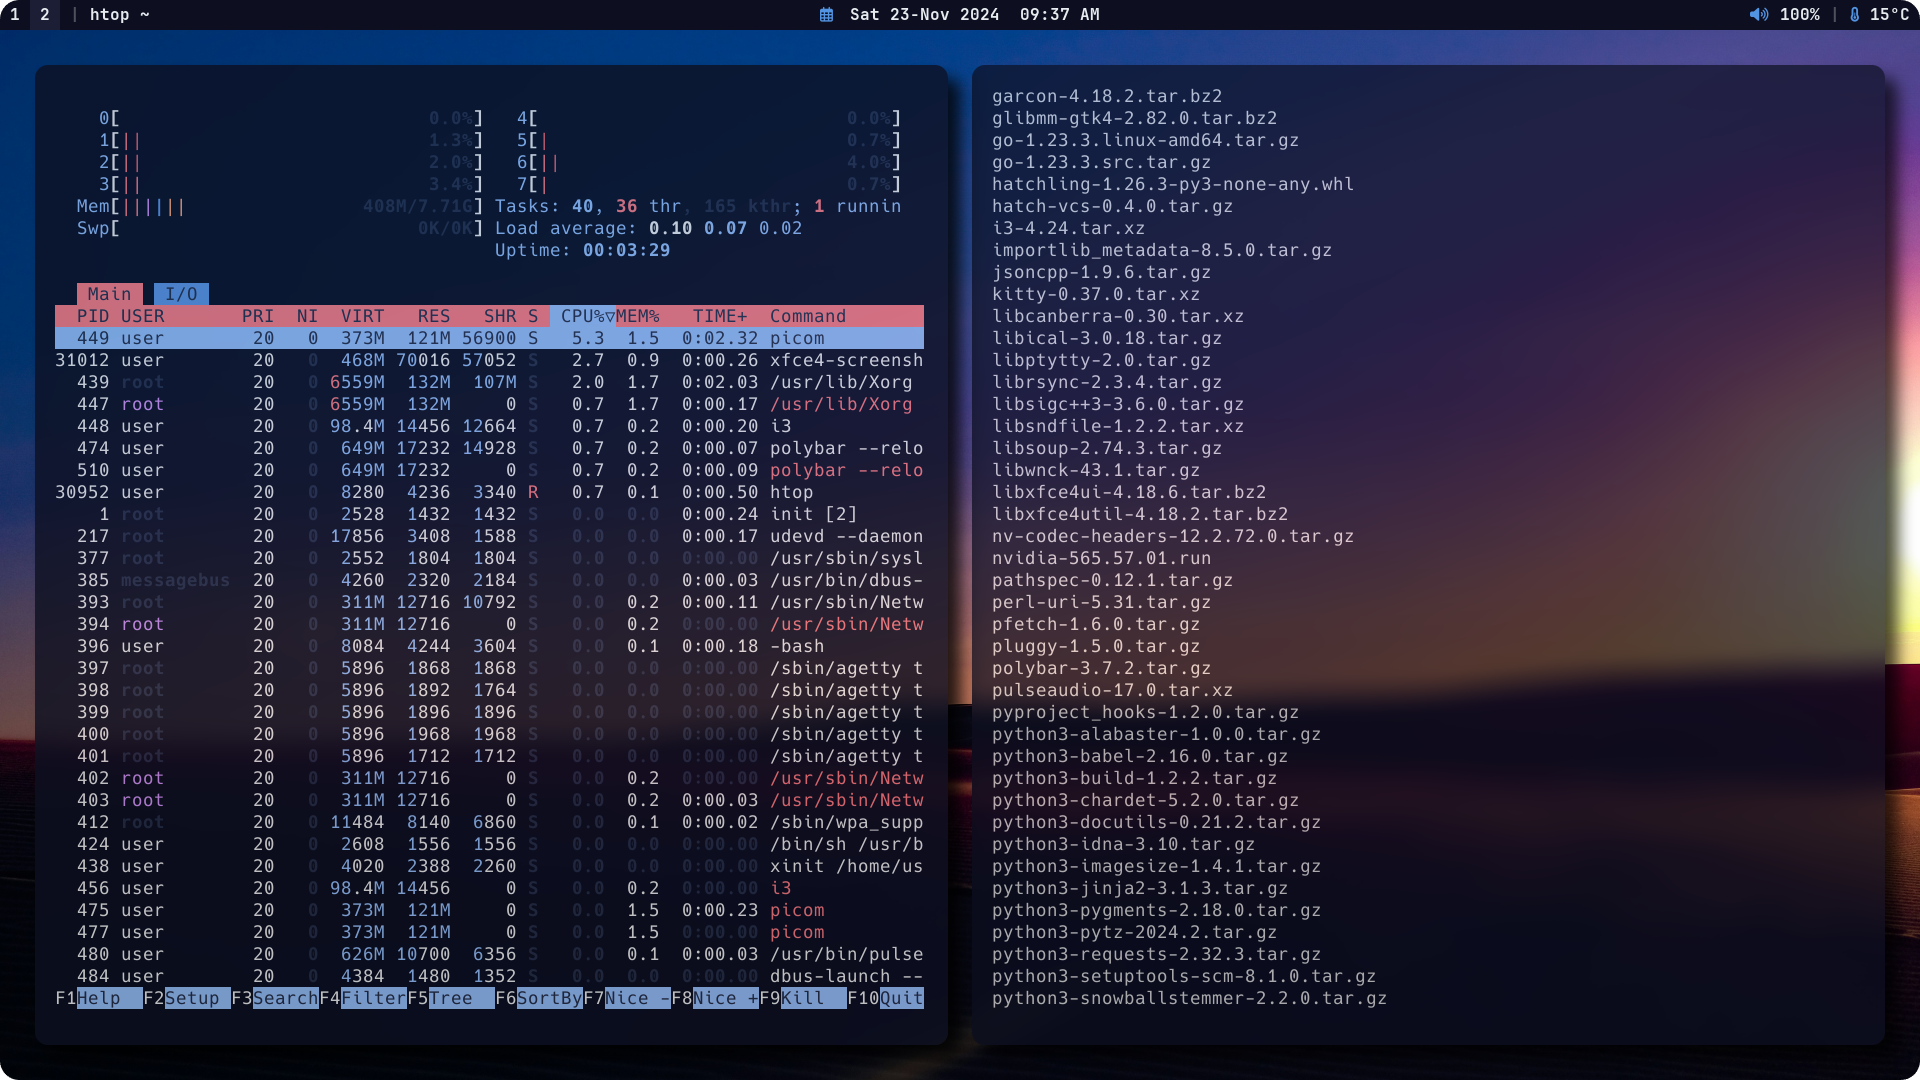 1 2 | htop ~ Sat 23-Nov 2024 09:37 AM 100% | 15°C
0[ 0.0%] 4[ 0.0%]
1[|| 1.3%] 5[| 0.7%]
2[|| 2.0%] 6[|| 4.0%]
3[|| 3.4%] 7[| 0.7%]
Mem[|||||| 408M/7.71G] Tasks: 40, 36 thr, 165 kthr; 1 runnin
Swp[ 0K/0K] Load average: 0.10 0.07 0.02
Uptime: 00:03:29
Main I/O
PID USER PRI NI VIRT RES SHR S CPU%▽MEM% TIME+ Command
449 user 20 0 373M 121M 56900 S 5.3 1.5 0:02.32 picom
31012 user 20 0 468M 70016 57052 S 2.7 0.9 0:00.26 xfce4-screensh
439 root 20 0 6559M 132M 107M S 2.0 1.7 0:02.03 /usr/lib/Xorg
447 root 20 0 6559M 132M 0 S 0.7 1.7 0:00.17 /usr/lib/Xorg
448 user 20 0 98.4M 14456 12664 S 0.7 0.2 0:00.20 i3
474 user 20 0 649M 17232 14928 S 0.7 0.2 0:00.07 polybar --relo
510 user 20 0 649M 17232 0 S 0.7 0.2 0:00.09 polybar --relo
30952 user 20 0 8280 4236 3340 R 0.7 0.1 0:00.50 htop
1 root 20 0 2528 1432 1432 S 0.0 0.0 0:00.24 init [2]
217 root 20 0 17856 3408 1588 S 0.0 0.0 0:00.17 udevd --daemon
377 root 20 0 2552 1804 1804 S 0.0 0.0 0:00.00 /usr/sbin/sysl
385 messagebus 20 0 4260 2320 2184 S 0.0 0.0 0:00.03 /usr/bin/dbus-
393 root 20 0 311M 12716 10792 S 0.0 0.2 0:00.11 /usr/sbin/Netw
394 root 20 0 311M 12716 0 S 0.0 0.2 0:00.00 /usr/sbin/Netw
396 user 20 0 8084 4244 3604 S 0.0 0.1 0:00.18 -bash
397 root 20 0 5896 1868 1868 S 0.0 0.0 0:00.00 /sbin/agetty t
398 root 20 0 5896 1892 1764 S 0.0 0.0 0:00.00 /sbin/agetty t
399 root 20 0 5896 1896 1896 S 0.0 0.0 0:00.00 /sbin/agetty t
400 root 20 0 5896 1968 1968 S 0.0 0.0 0:00.00 /sbin/agetty t
401 root 20 0 5896 1712 1712 S 0.0 0.0 0:00.00 /sbin/agetty t
402 root 20 0 311M 12716 0 S 0.0 0.2 0:00.00 /usr/sbin/Netw
403 root 20 0 311M 12716 0 S 0.0 0.2 0:00.03 /usr/sbin/Netw
412 root 20 0 11484 8140 6860 S 0.0 0.1 0:00.02 /sbin/wpa_supp
424 user 20 0 2608 1556 1556 S 0.0 0.0 0:00.00 /bin/sh /usr/b
438 user 20 0 4020 2388 2260 S 0.0 0.0 0:00.00 xinit /home/us
456 user 20 0 98.4M 14456 0 S 0.0 0.2 0:00.00 i3
475 user 20 0 373M 121M 0 S 0.0 1.5 0:00.23 picom
477 user 20 0 373M 121M 0 S 0.0 1.5 0:00.00 picom
480 user 20 0 626M 10700 6356 S 0.0 0.1 0:00.03 /usr/bin/pulse
484 user 20 0 4384 1480 1352 S 0.0 0.0 0:00.00 dbus-launch --
F1Help F2Setup F3SearchF4FilterF5Tree F6SortByF7Nice -F8Nice +F9Kill F10Quit
garcon-4.18.2.tar.bz2
glibmm-gtk4-2.82.0.tar.bz2
go-1.23.3.linux-amd64.tar.gz
go-1.23.3.src.tar.gz
hatchling-1.26.3-py3-none-any.whl
hatch-vcs-0.4.0.tar.gz
i3-4.24.tar.xz
importlib_metadata-8.5.0.tar.gz
jsoncpp-1.9.6.tar.gz
kitty-0.37.0.tar.xz
libcanberra-0.30.tar.xz
libical-3.0.18.tar.gz
libptytty-2.0.tar.gz
librsync-2.3.4.tar.gz
libsigc++3-3.6.0.tar.gz
libsndfile-1.2.2.tar.xz
libsoup-2.74.3.tar.gz
libwnck-43.1.tar.gz
libxfce4ui-4.18.6.tar.bz2
libxfce4util-4.18.2.tar.bz2
nv-codec-headers-12.2.72.0.tar.gz
nvidia-565.57.01.run
pathspec-0.12.1.tar.gz
perl-uri-5.31.tar.gz
pfetch-1.6.0.tar.gz
pluggy-1.5.0.tar.gz
polybar-3.7.2.tar.gz
pulseaudio-17.0.tar.xz
pyproject_hooks-1.2.0.tar.gz
python3-alabaster-1.0.0.tar.gz
python3-babel-2.16.0.tar.gz
python3-build-1.2.2.tar.gz
python3-chardet-5.2.0.tar.gz
python3-docutils-0.21.2.tar.gz
python3-idna-3.10.tar.gz
python3-imagesize-1.4.1.tar.gz
python3-jinja2-3.1.3.tar.gz
python3-pygments-2.18.0.tar.gz
python3-pytz-2024.2.tar.gz
python3-requests-2.32.3.tar.gz
python3-setuptools-scm-8.1.0.tar.gz
python3-snowballstemmer-2.2.0.tar.gz